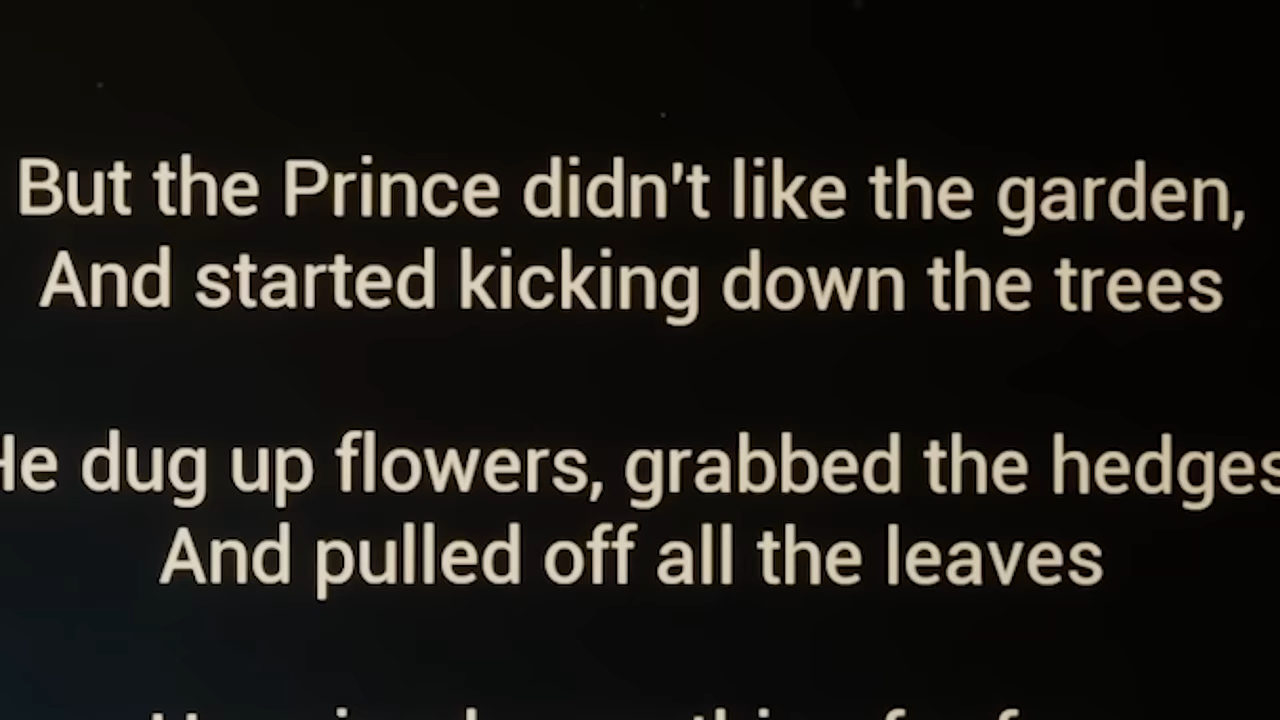 But the Prince didn't like the garden,
And started kicking down the trees
He dug up flowers, grabbed the hedges
And pulled off all the leaves